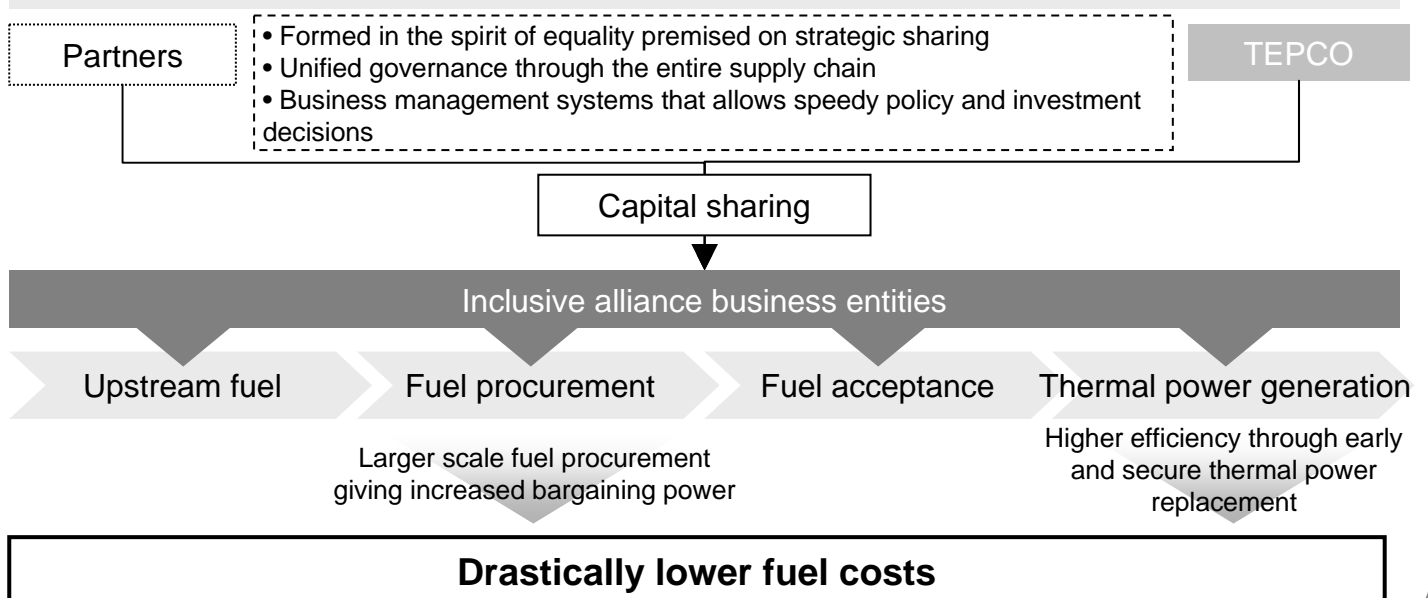 Partners
• Formed in the spirit of equality premised on strategic sharing
• Unified governance through the entire supply chain
• Business management systems that allows speedy policy and investment
decisions
TEPCO
Capital sharing
Inclusive alliance business entities
Upstream fuel
Fuel procurement
Fuel acceptance
Thermal power generation
Larger scale fuel procurement
giving increased bargaining power
Higher efficiency through early
and secure thermal power
replacement
Drastically lower fuel costs